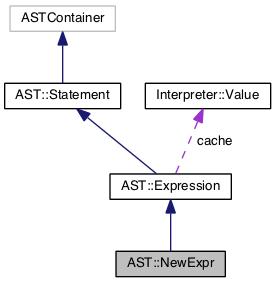 ASTContainer
AST::Statement
Interpreter::Value
cache
AST::Expression
AST::NewExpr